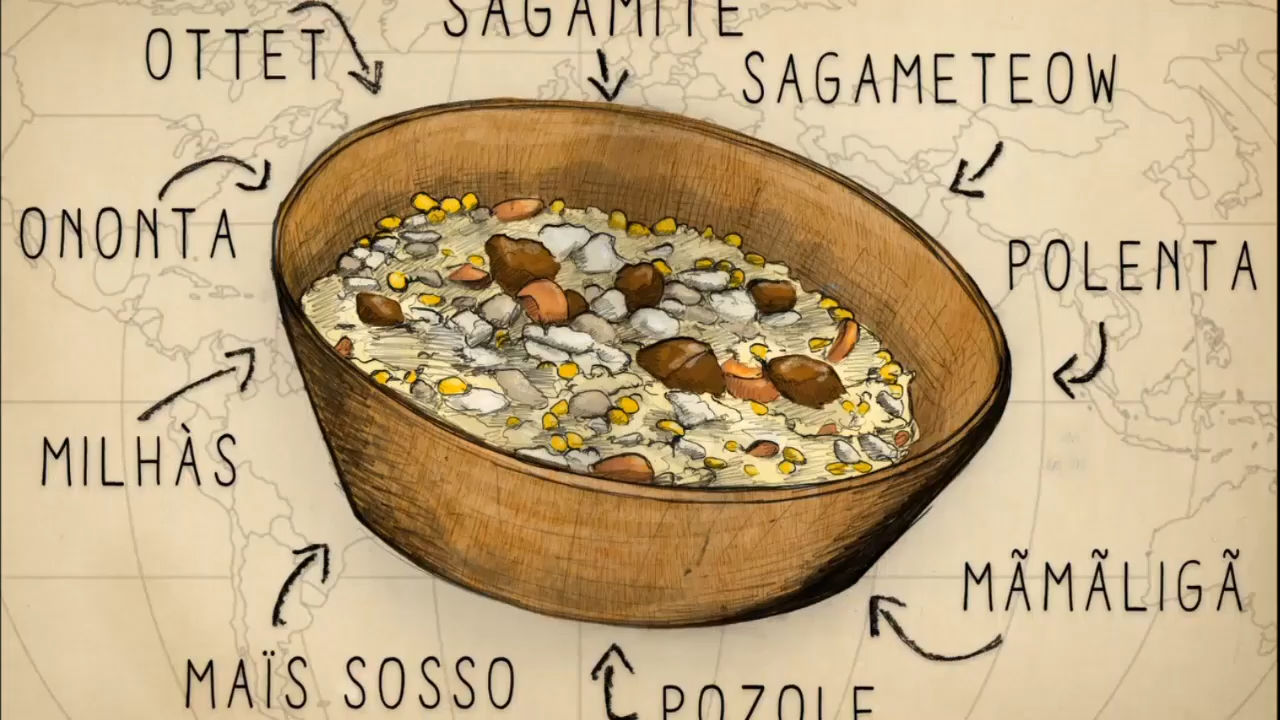 SAGAMITE
OTTET
SAGAMETEOW
ONONTA
POLENTA
MILHÀS
MÃMÃLIGÃ
MAÏS SOSSO
POZOLE